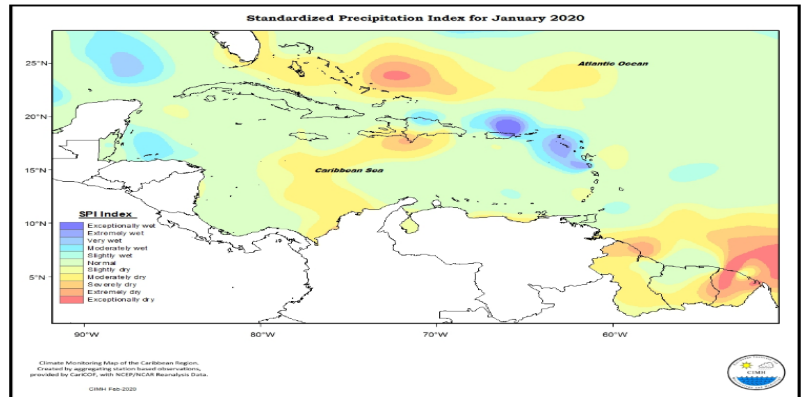 Standardized Precipitation Index for January 2020
25°N
20°N
15°N
10°N
5°N
Atlantic Ocean
Caribbean Sea
SPI Index
Exceptionally wet
Extremely wet
Very wet
Moderately wet
Slightly wet
Normal
Slightly dry
Moderately dry
Severely dry
Extremely dry
Exceptionally dry
90°W
80°W
70°W
60°W
Climate Monitoring Map of the Caribbean Region.
Created by aggregating station based observations,
provided by CariCOF, with NCEP/NCAR Reanalysis Data.
CIMH Feb-2020
CIMH